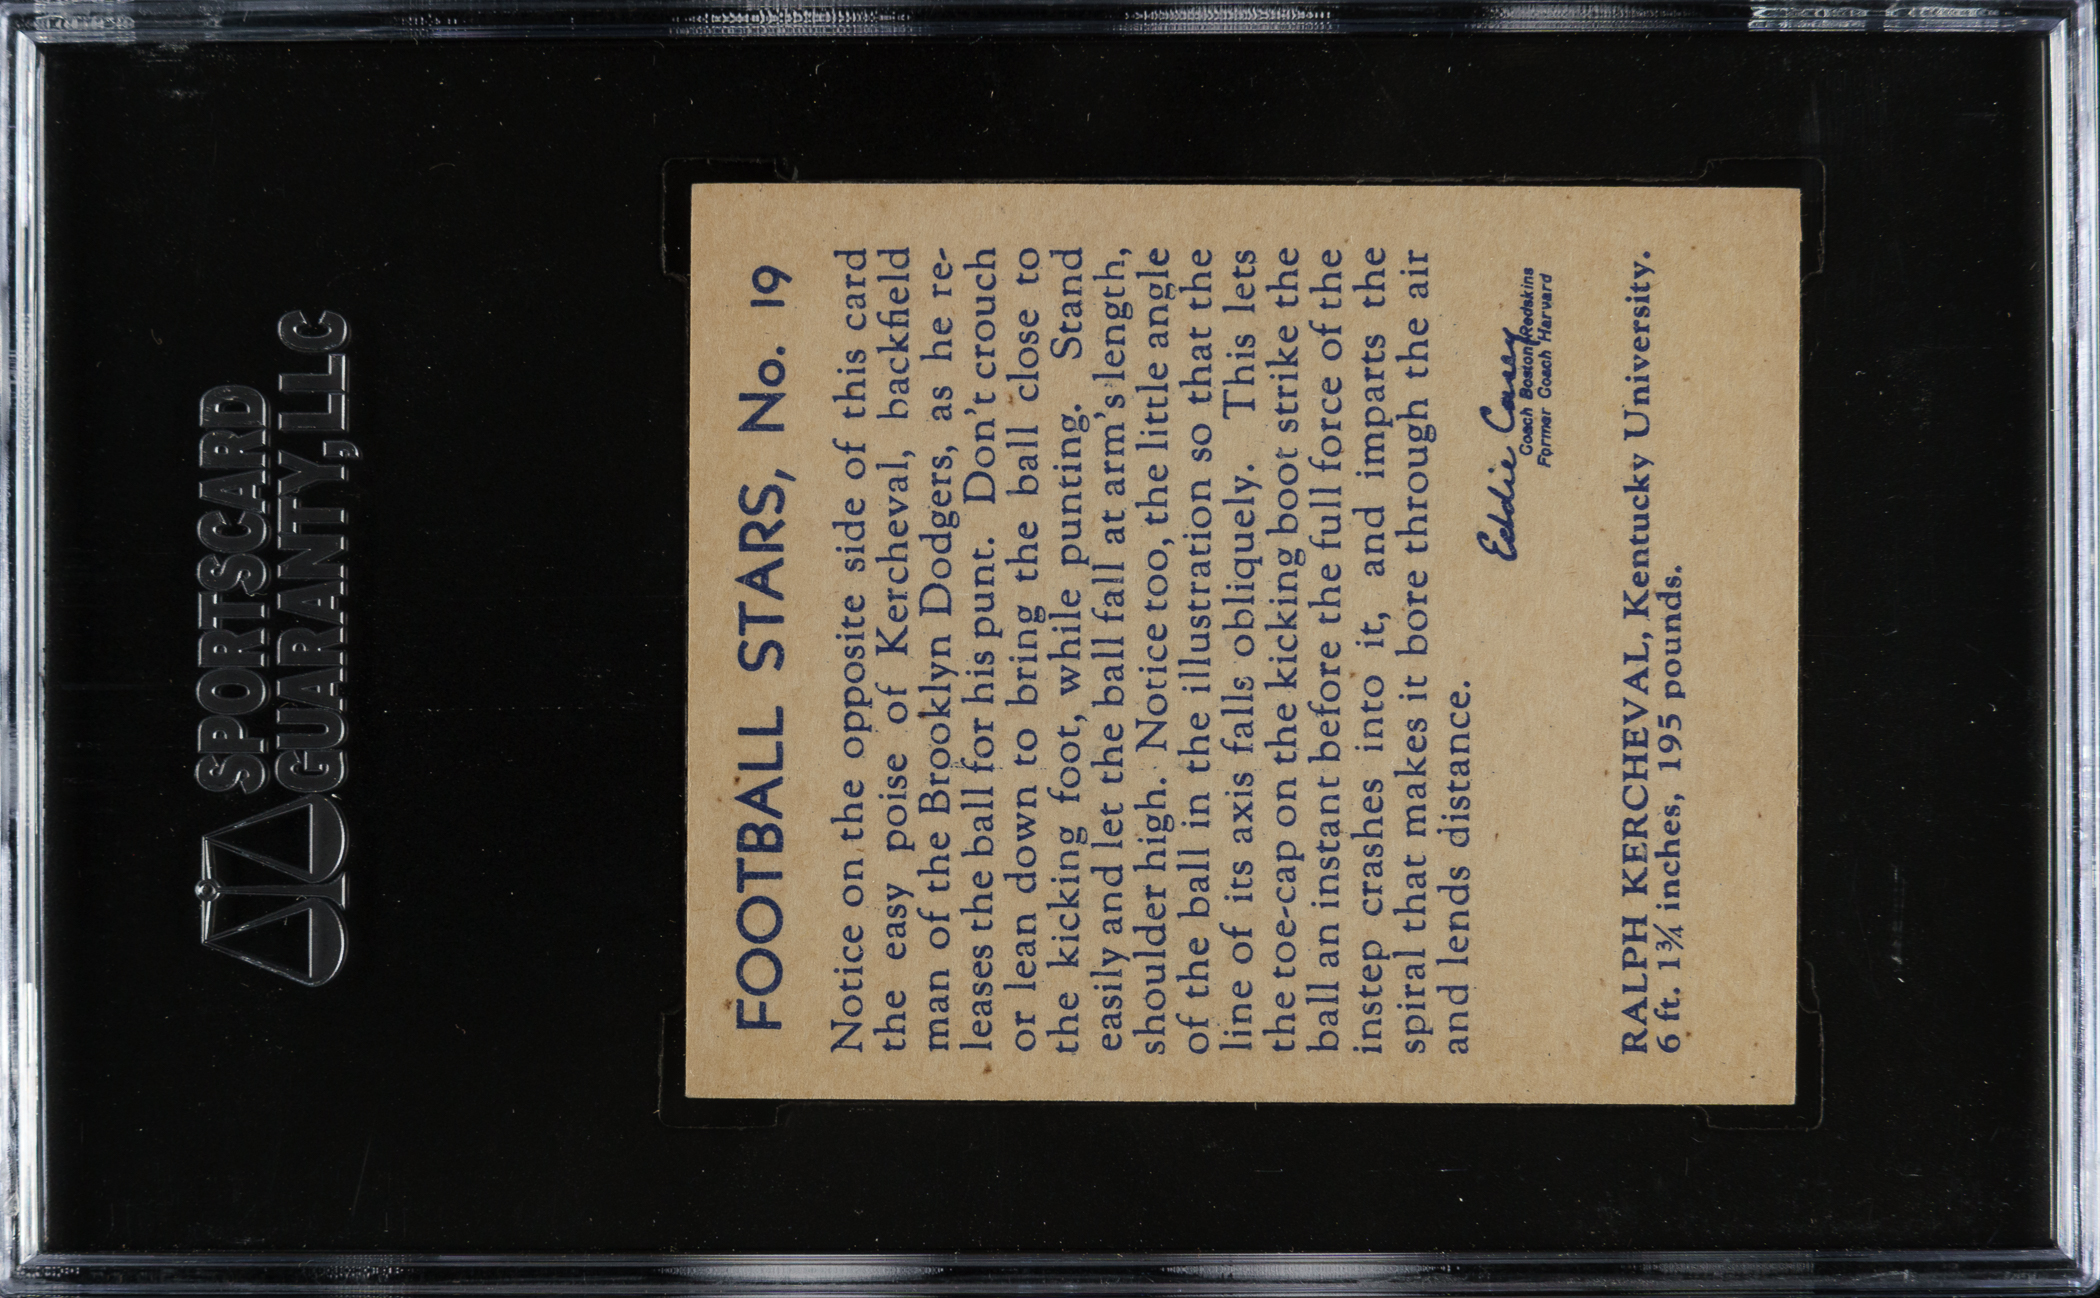 SPORTSCARD
GUARANTY, LLC
FOOTBALL STARS, No. 19
Notice on the opposite side of this card
the easy poise of Kercheval, backfield
man of the Brooklyn Dodgers, as he re-
leases the ball for his punt. Don't crouch
or lean down to bring the ball close to
the kicking foot, while punting. Stand
easily and let the ball fall at arm's length,
shoulder high. Notice too, the little angle
of the ball in the illustration so that the
line of its axis falls obliquely. This lets
the toe-cap on the kicking boot strike the
ball an instant before the full force of the
instep crashes into it, and imparts the
spiral that makes it bore through the air
and lends distance.
Eddie Casey
Coach Boston Redskins
Former Coach Harvard
RALPH KERCHEVAL, Kentucky University.
6 ft. 1¾ inches, 195 pounds.